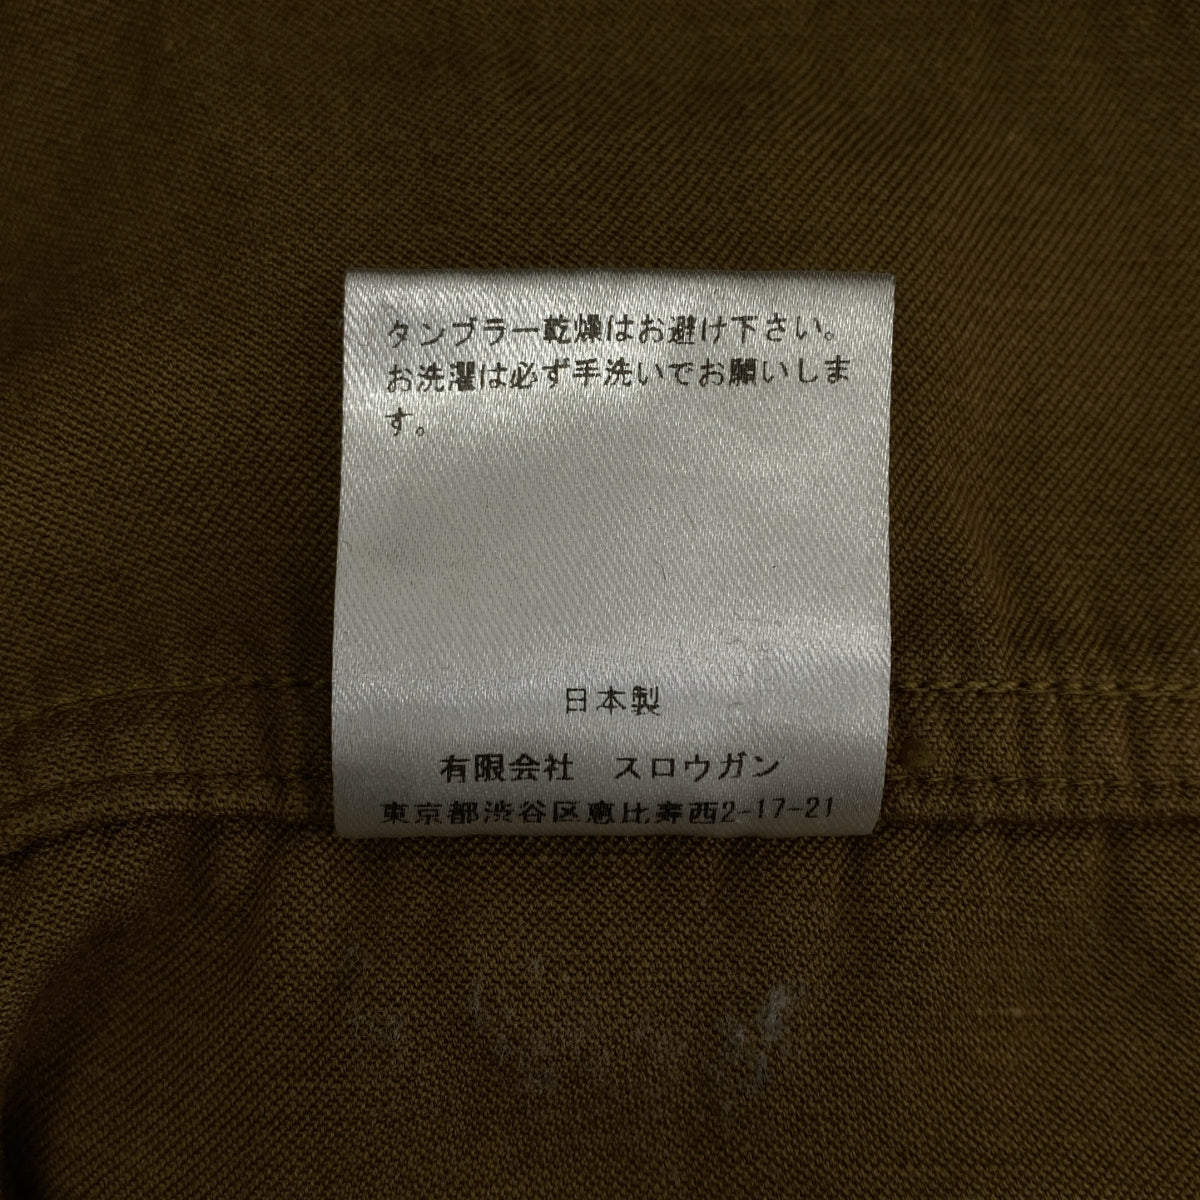 タンブラー乾燥はお避け下さい。
お洗濯は必ず手洗いでお願いしま
す。
日本製
有限会社　スロウガン
東京都渋谷区恵比寿西2-17-21